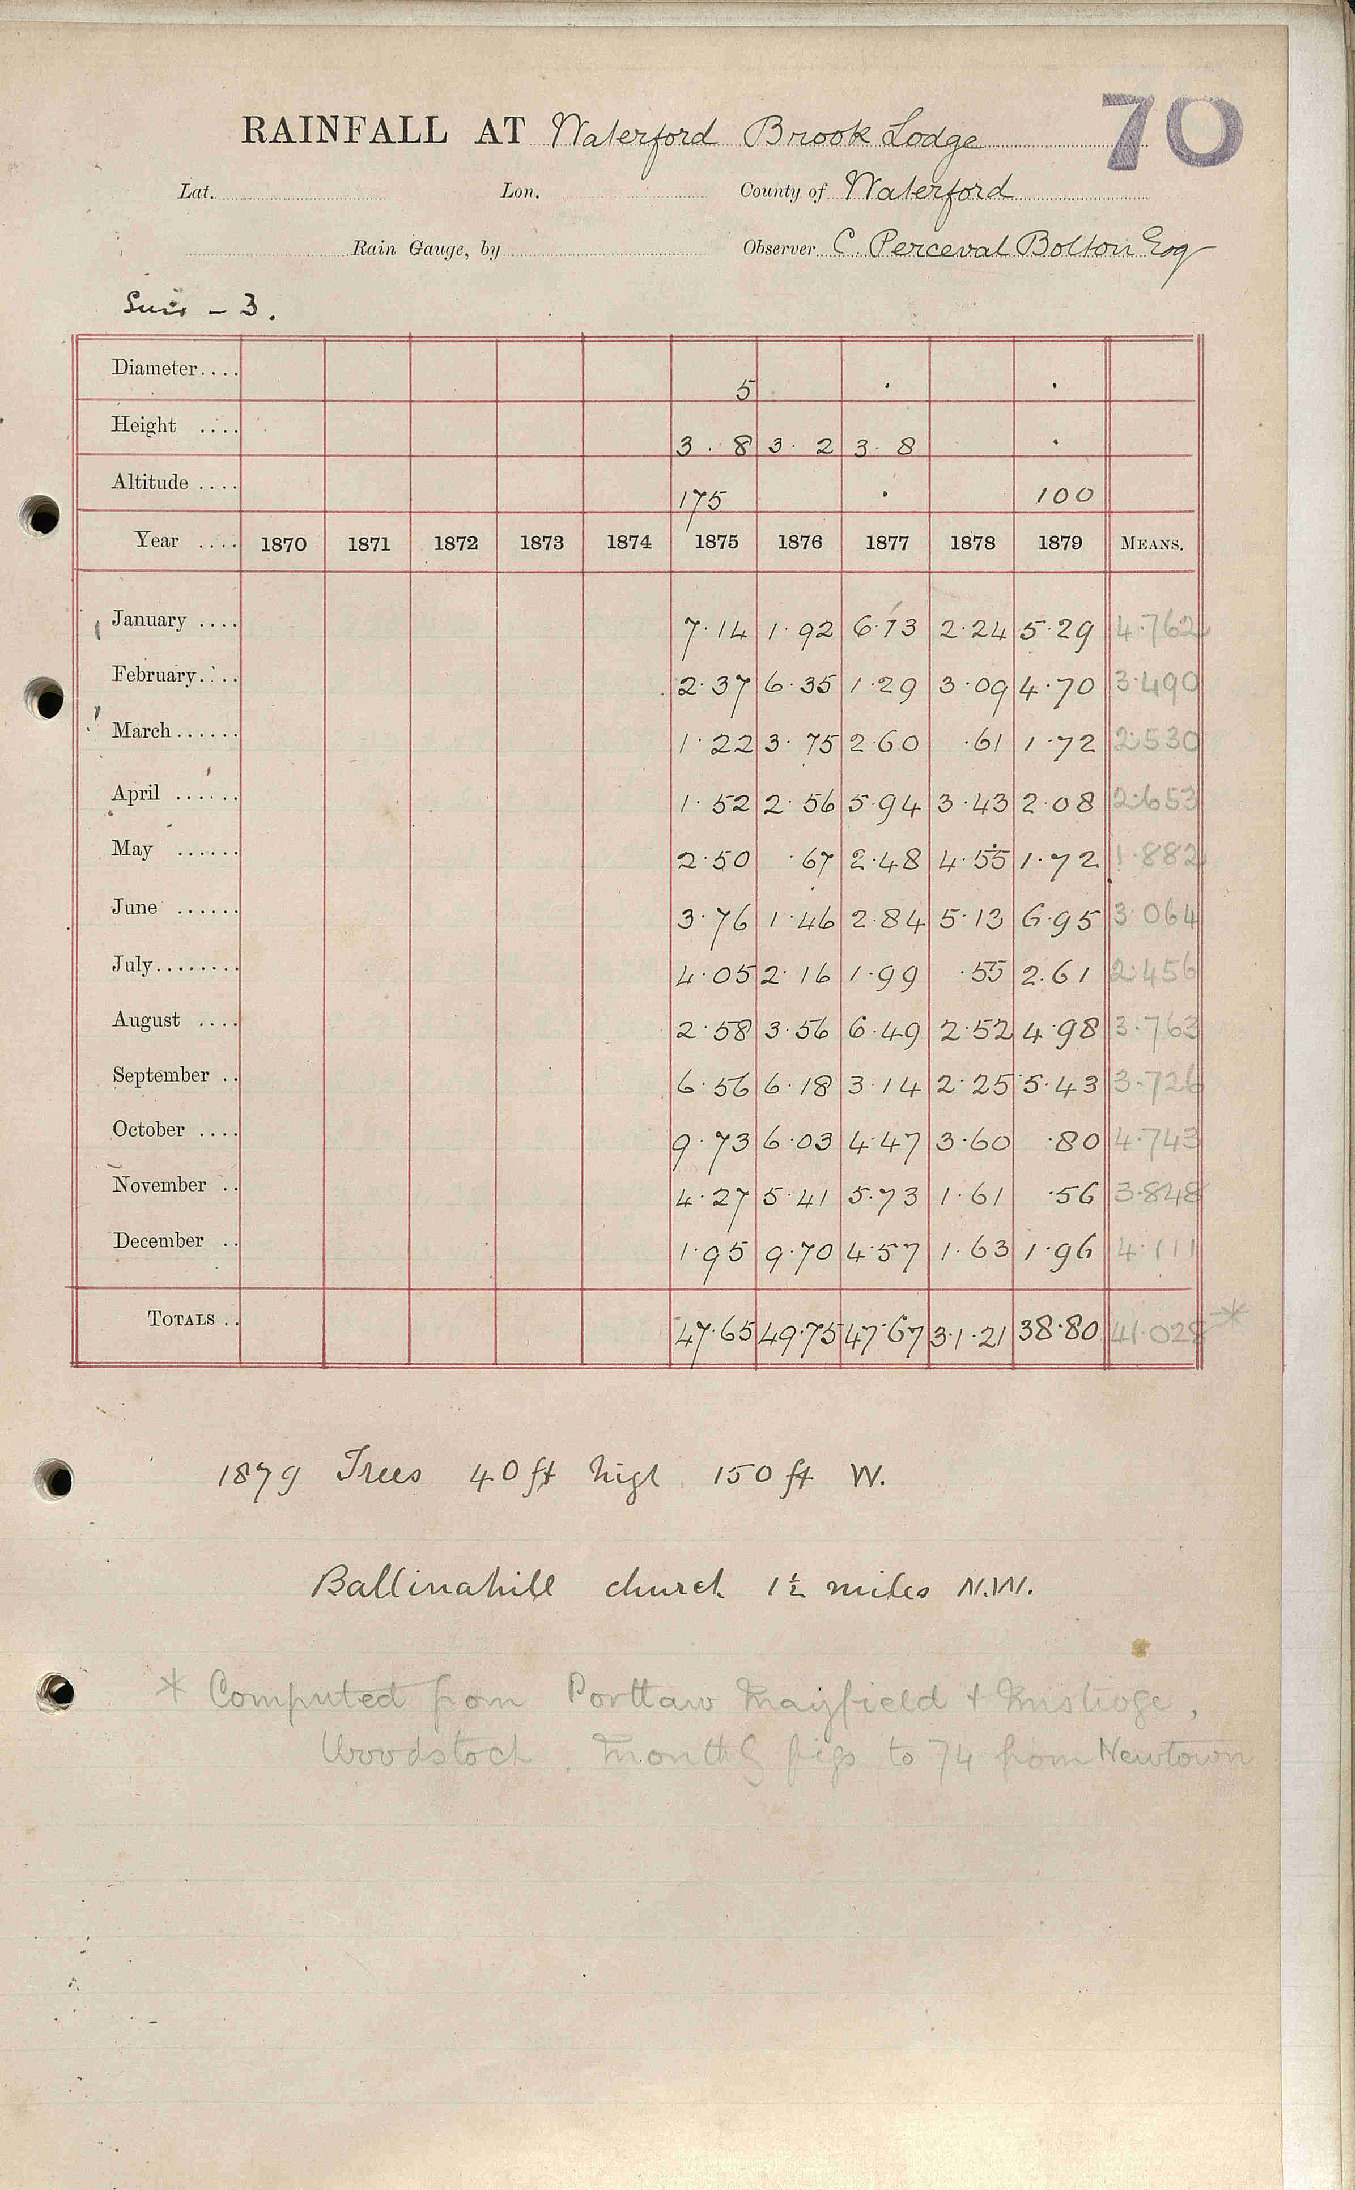 70
RAINFALL AT Waterford Brook Lodge
Lat. Lon. County of Waterford
Rain Gauge, by Observer C. Perceval Bolton Esq
Suir - 3.
Diameter.... 5 . .
Height .... 3 . 8 3 . 2 3 . 8 .
Altitude .... 175 . 100
Year .... 1870 1871 1872 1873 1874 1875 1876 1877 1878 1879 MEANS.
January .... 7.14 1.92 6.13 2.24 5.29 4.762
February.... 2.37 6.35 1.29 3.09 4.70 3.490
March...... 1.22 3.75 2.60 .61 1.72 2.530
April ...... 1.52 2.56 5.94 3.43 2.08 2.653
May ...... 2.50 .67 2.48 4.55 1.72 1.882
June ...... 3.76 1.46 2.84 5.13 6.95 3.064
July........ 4.05 2.16 1.99 .55 2.61 2.456
August .... 2.58 3.56 6.49 2.52 4.98 3.763
September .. 6.56 6.18 3.14 2.25 5.43 3.726
October .... 9.73 6.03 4.47 3.60 .80 4.743
November .. 4.27 5.41 5.73 1.61 .56 3.848
December .. 1.95 9.70 4.57 1.63 1.96 4.111
TOTALS .. 47.65 49.75 47.67 31.21 38.80 41.028 *
1879 Trees 40 ft high 150 ft W.
Ballinahill church 1½ miles N.W.
* Computed from Portlaw Mayfield + Inistioge,
Woodstock. Monthly figs to 74 from Newtown